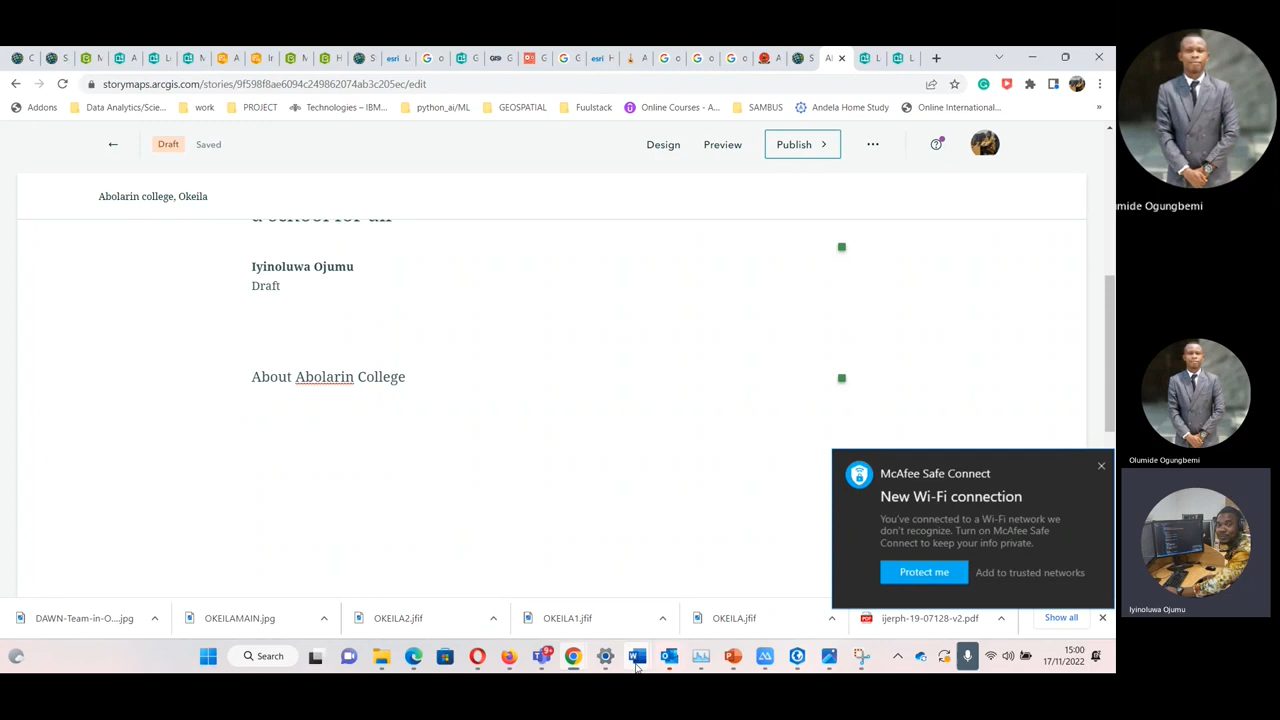 storymaps.arcgis.com/stories/9f598f8ae6094c249862074ab3c205ec/edit
Addons
Data Analytics/Scie...
work
PROJECT
Technologies – IBM...
python_ai/ML
GEOSPATIAL
Fuulstack
Online Courses - A...
SAMBUS
Andela Home Study
Online International...
»
Draft
Saved
Design
Preview
Publish
Abolarin college, Okeila
a school for all
Iyinoluwa Ojumu
Draft
About Abolarin College
McAfee Safe Connect
New Wi-Fi connection
You've connected to a Wi-Fi network we
don't recognize. Turn on McAfee Safe
Connect to keep your info private.
Protect me
Add to trusted networks
DAWN-Team-in-O....jpg
OKEILAMAIN.jpg
OKEILA2.jfif
OKEILA1.jfif
OKEILA.jfif
ijerph-19-07128-v2.pdf
Show all
Search
9+
15:00
17/11/2022
umide Ogungbemi
Olumide Ogungbemi
Iyinoluwa Ojumu